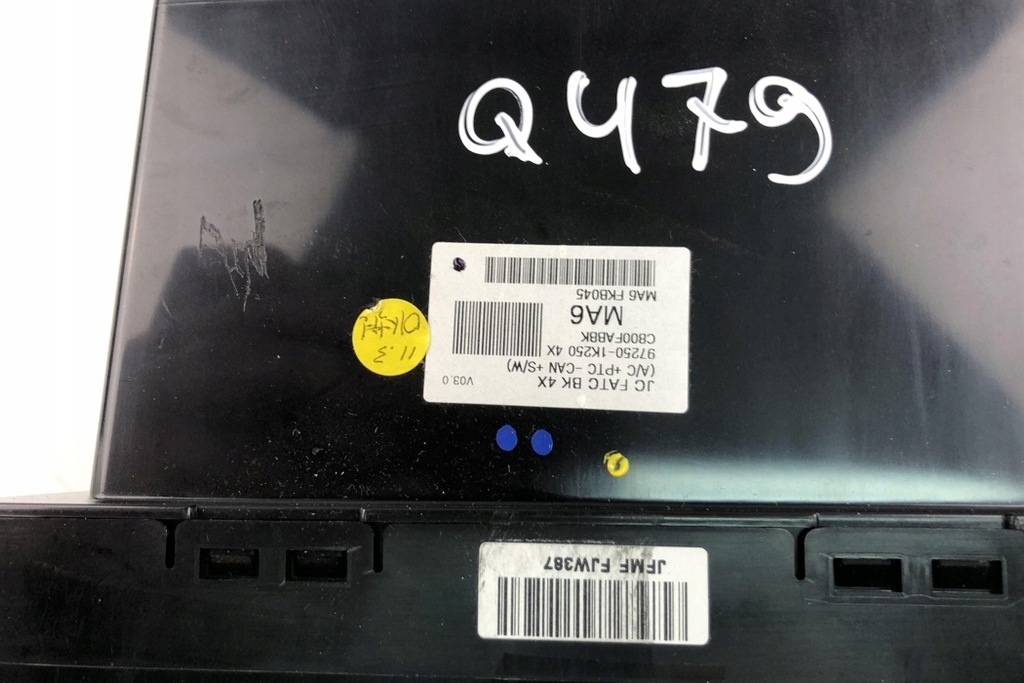 Q479
JC FATC BK 4X
(A/C +PTC -CAN +S/W)
V03.0
97250-1K250 4X
C800FABBK
MA6
MA6 FKB045
11.3
JFMF FJW387